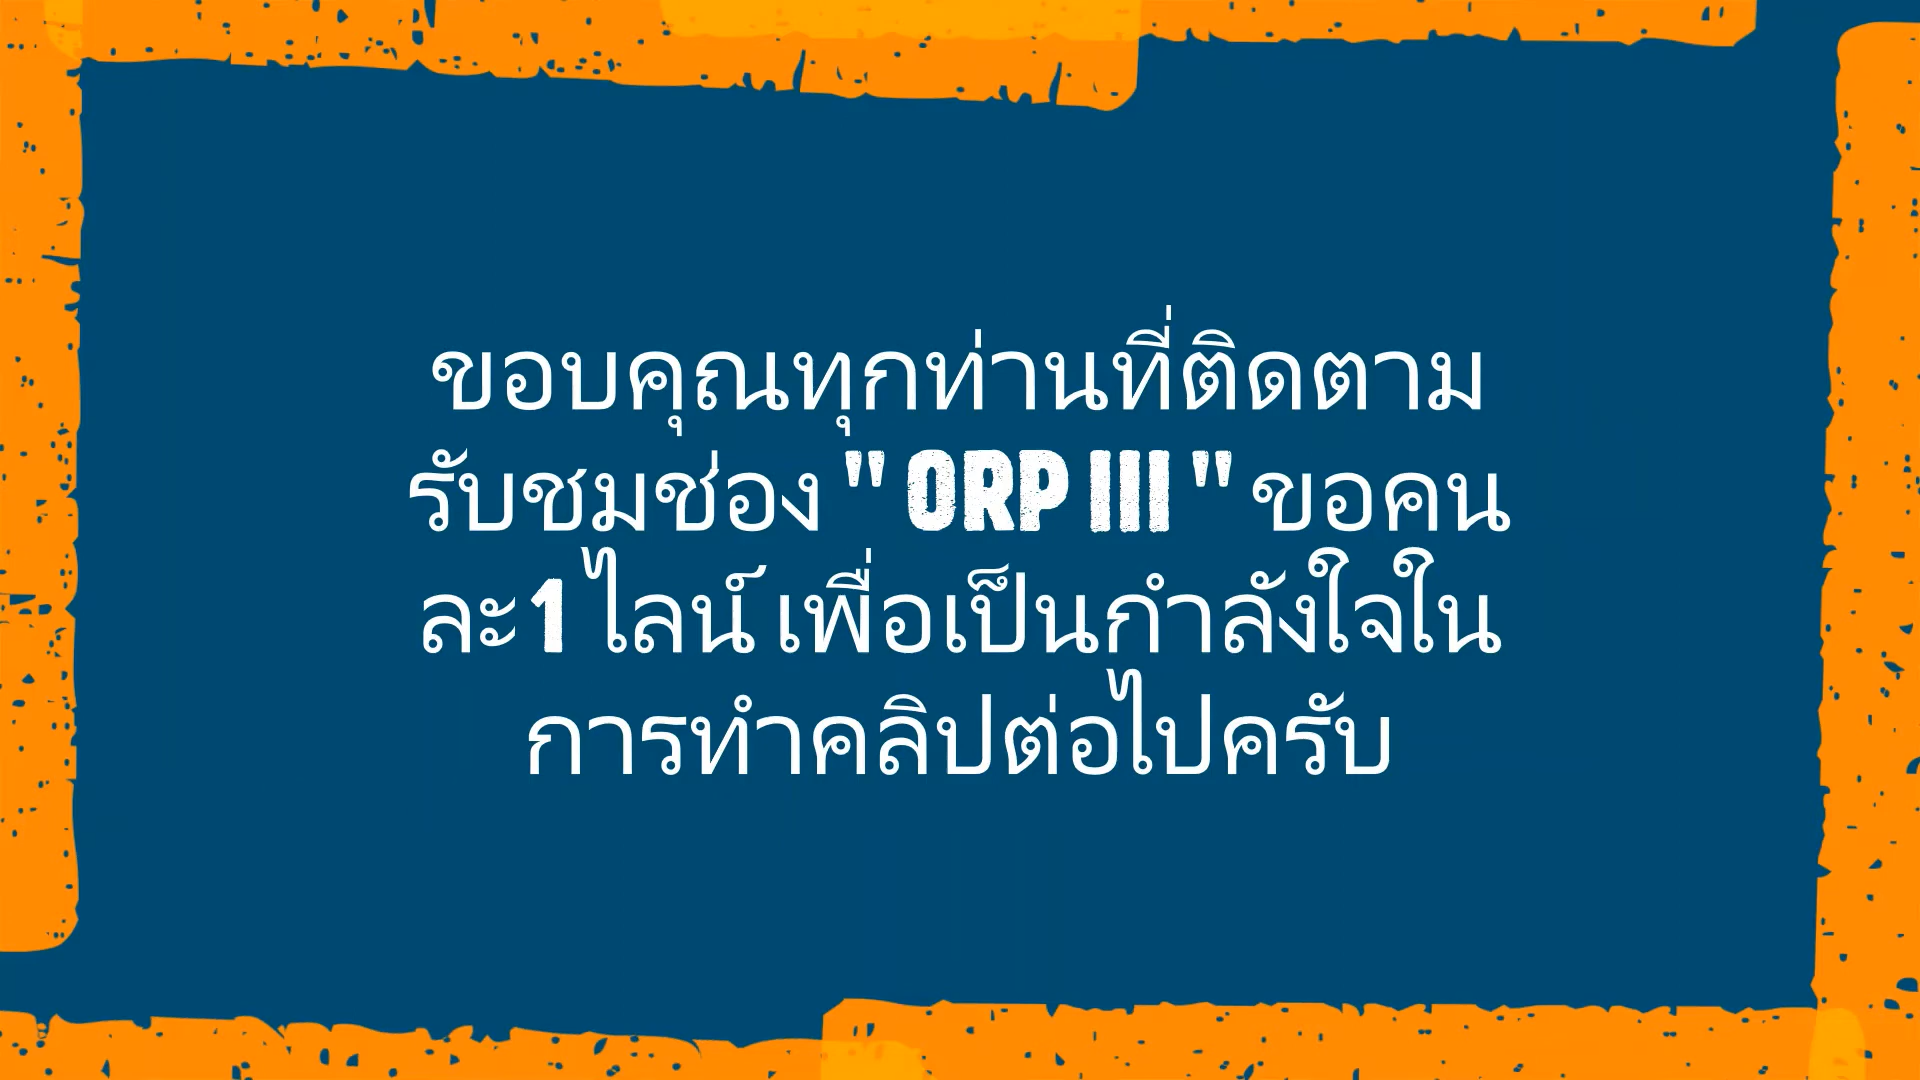 ขอบคุณทุกท่านที่ติดตาม
รับชมช่อง " ORP III " ขอคน
ละ 1 ไลน์ เพื่อเป็นกำลังใจใน
การทำคลิปต่อไปครับ